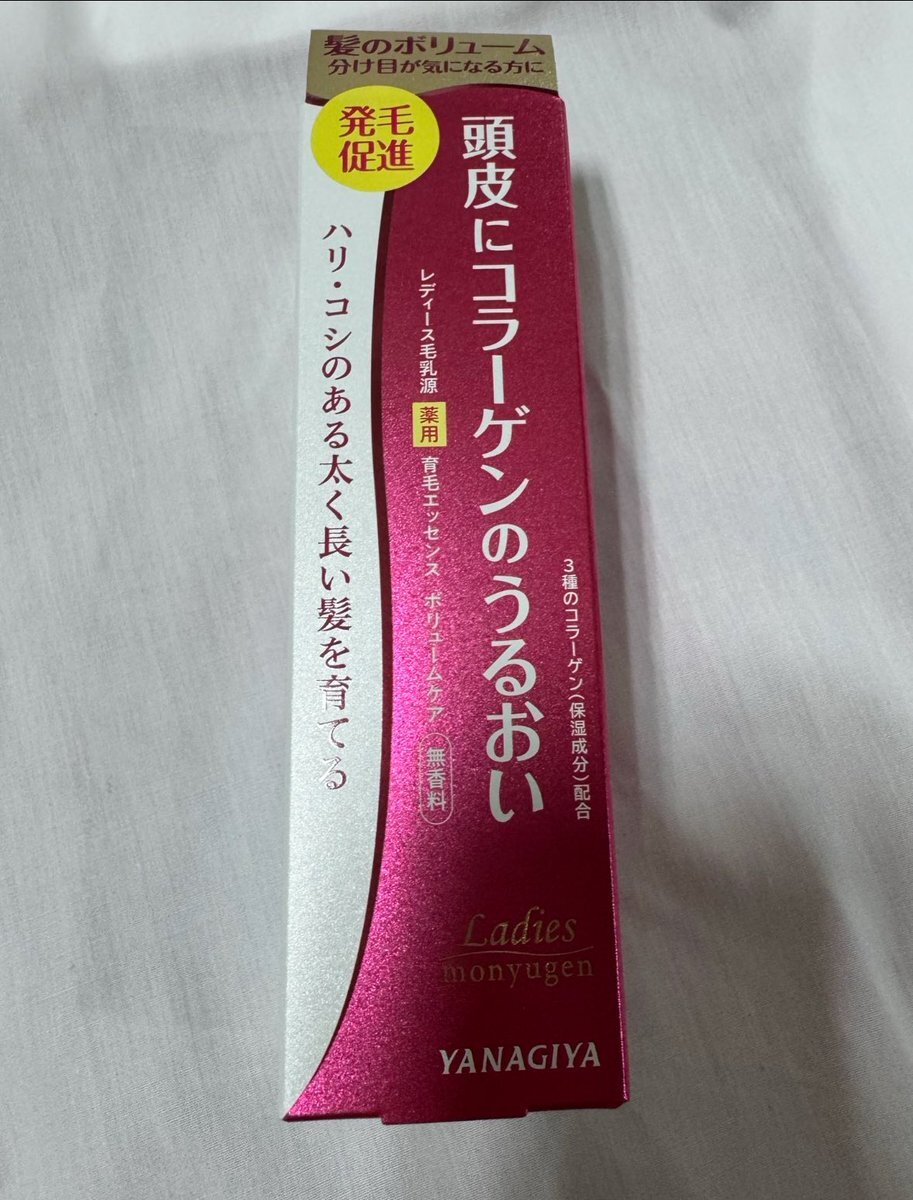 髪のボリューム
分け目が気になる方に
発毛
促進
頭皮にコラーゲンのうるおい
3種のコラーゲン(保湿成分)配合
レディース毛乳源 薬用 育毛エッセンス ボリュームケア 無香料
ハリ・コシのある太く長い髪を育てる
Ladies
monyugen
YANAGIYA